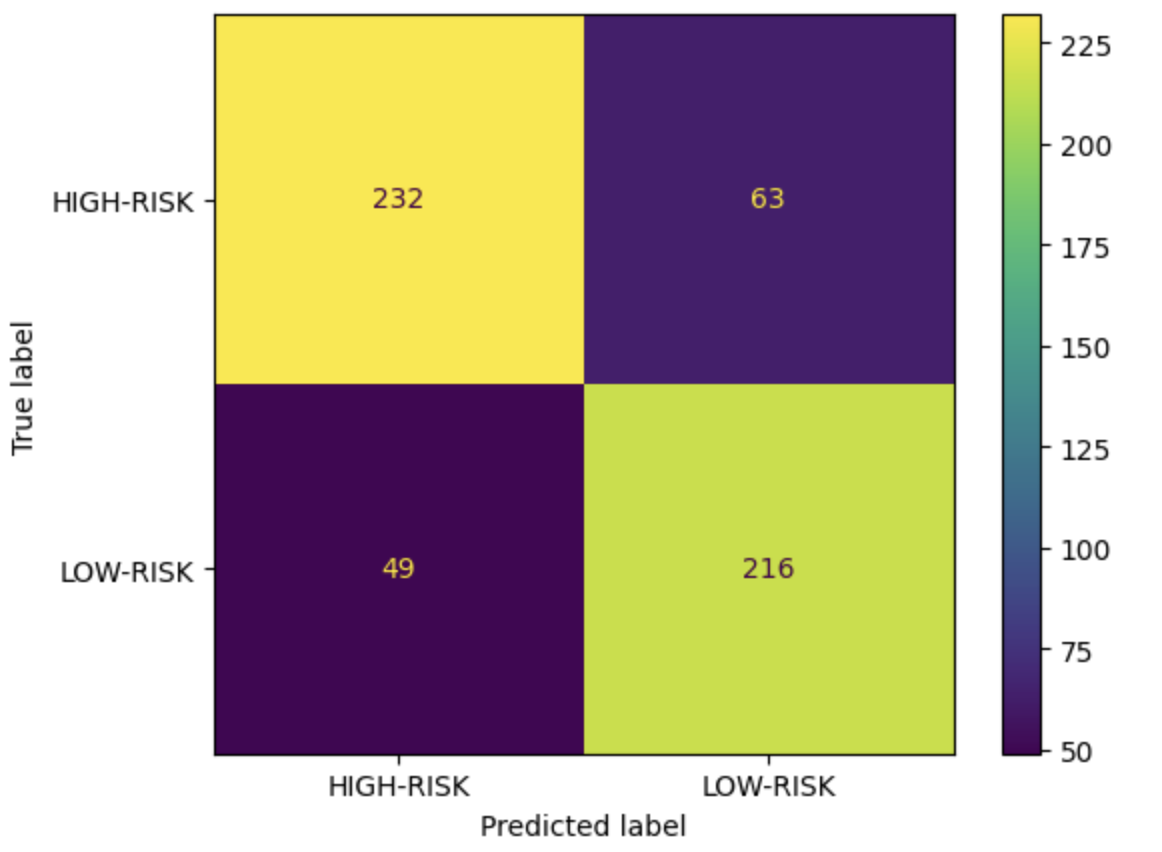 HIGH-RISK
LOW-RISK
True label
232
63
49
216
HIGH-RISK
LOW-RISK
Predicted label
225
200
175
150
125
100
75
50